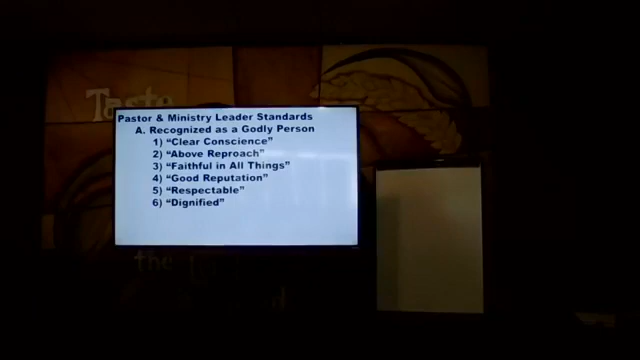 Taste
Pastor & Ministry Leader Standards
A. Recognized as a Godly Person
1) “Clear Conscience”
2) “Above Reproach”
3) “Faithful in All Things”
4) “Good Reputation”
5) “Respectable”
6) “Dignified”
the